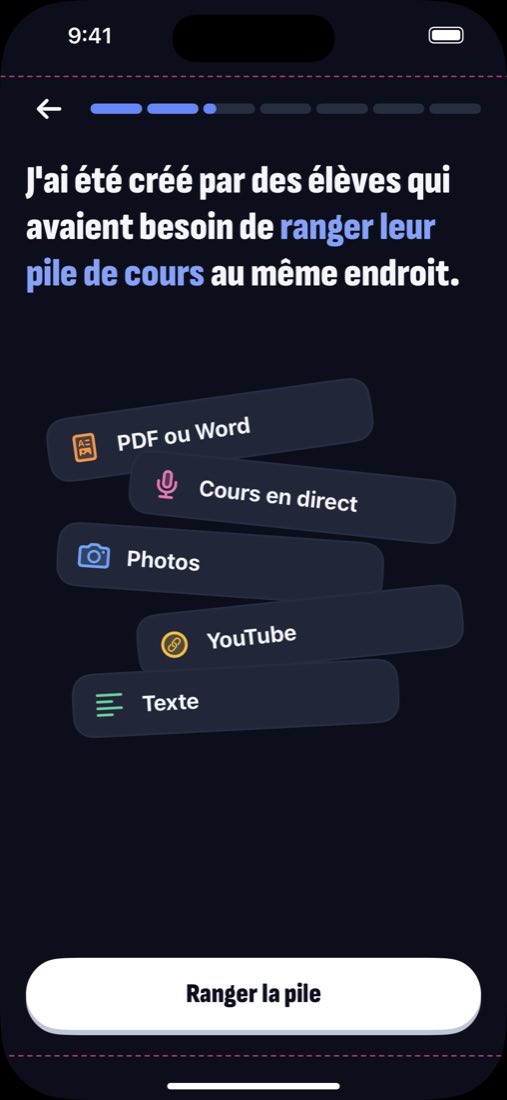 9:41
J'ai été créé par des élèves qui
avaient besoin de ranger leur
pile de cours au même endroit.
PDF ou Word
Cours en direct
Photos
YouTube
Texte
Ranger la pile